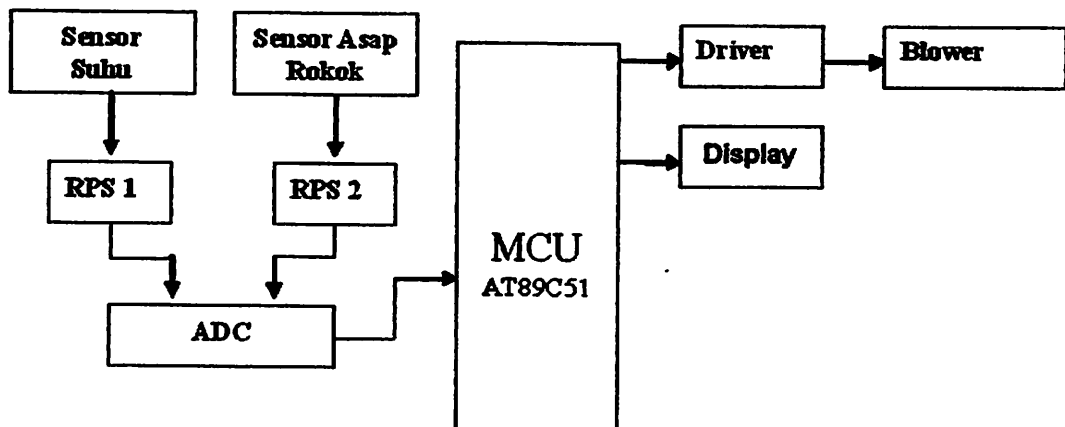 Sensor
Suhu
Sensor Asap
Rokok
Driver
Blower
RPS 1
RPS 2
Display
MCU
AT89C51
ADC